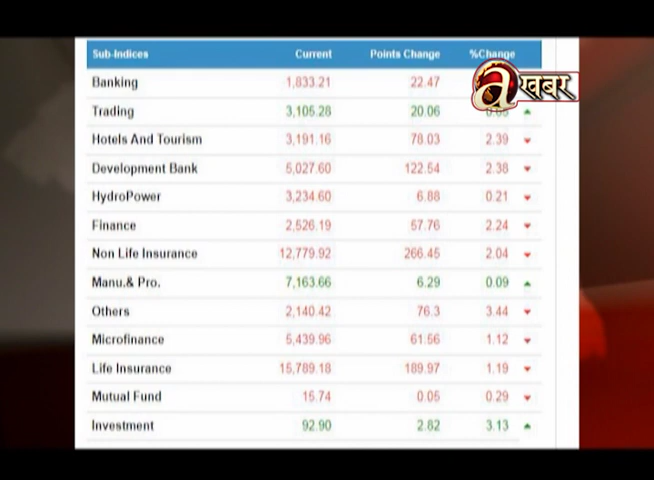 Sub-Indices Current Points Change %Change
Banking 1,833.21 22.47
a खबर
Trading 3,105.28 20.06
Hotels And Tourism 3,191.16 78.03 2.39
Development Bank 5,027.60 122.54 2.38
HydroPower 3,234.60 6.88 0.21
Finance 2,526.19 57.76 2.24
Non Life Insurance 12,779.92 266.45 2.04
Manu.& Pro. 7,163.66 6.29 0.09
Others 2,140.42 76.3 3.44
Microfinance 5,439.96 61.56 1.12
Life Insurance 15,789.18 189.97 1.19
Mutual Fund 15.74 0.05 0.29
Investment 92.90 2.82 3.13